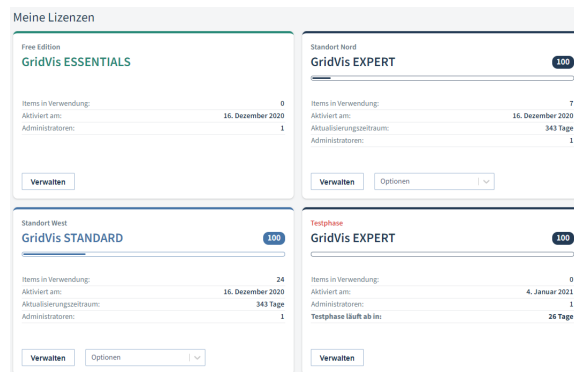 Meine Lizenzen
Free Edition
GridVis ESSENTIALS
Items in Verwendung: 0
Aktiviert am: 16. Dezember 2020
Administratoren: 1
Verwalten
Standort Nord
GridVis EXPERT 100
Items in Verwendung: 7
Aktiviert am: 16. Dezember 2020
Aktualisierungszeitraum: 343 Tage
Administratoren: 1
Verwalten Optionen
Standort West
GridVis STANDARD 100
Items in Verwendung: 24
Aktiviert am: 16. Dezember 2020
Aktualisierungszeitraum: 343 Tage
Administratoren: 1
Verwalten Optionen
Testphase
GridVis EXPERT 100
Items in Verwendung: 0
Aktiviert am: 4. Januar 2021
Administratoren: 1
Testphase läuft ab in: 26 Tage
Verwalten